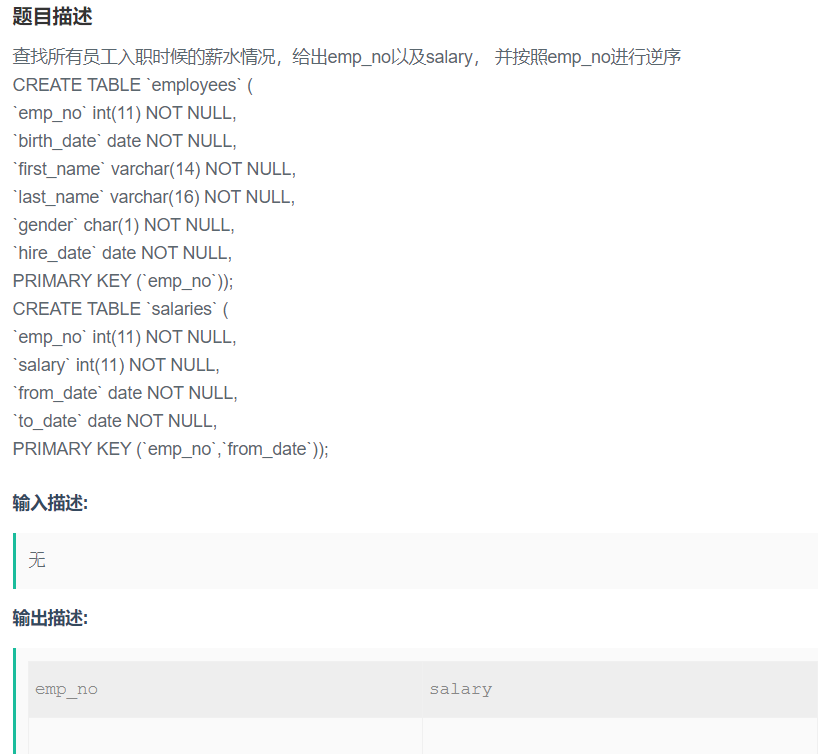 题目描述
查找所有员工入职时候的薪水情况，给出emp_no以及salary， 并按照emp_no进行逆序
CREATE TABLE `employees` (
`emp_no` int(11) NOT NULL,
`birth_date` date NOT NULL,
`first_name` varchar(14) NOT NULL,
`last_name` varchar(16) NOT NULL,
`gender` char(1) NOT NULL,
`hire_date` date NOT NULL,
PRIMARY KEY (`emp_no`));
CREATE TABLE `salaries` (
`emp_no` int(11) NOT NULL,
`salary` int(11) NOT NULL,
`from_date` date NOT NULL,
`to_date` date NOT NULL,
PRIMARY KEY (`emp_no`,`from_date`));
输入描述:
无
输出描述:
emp_no salary